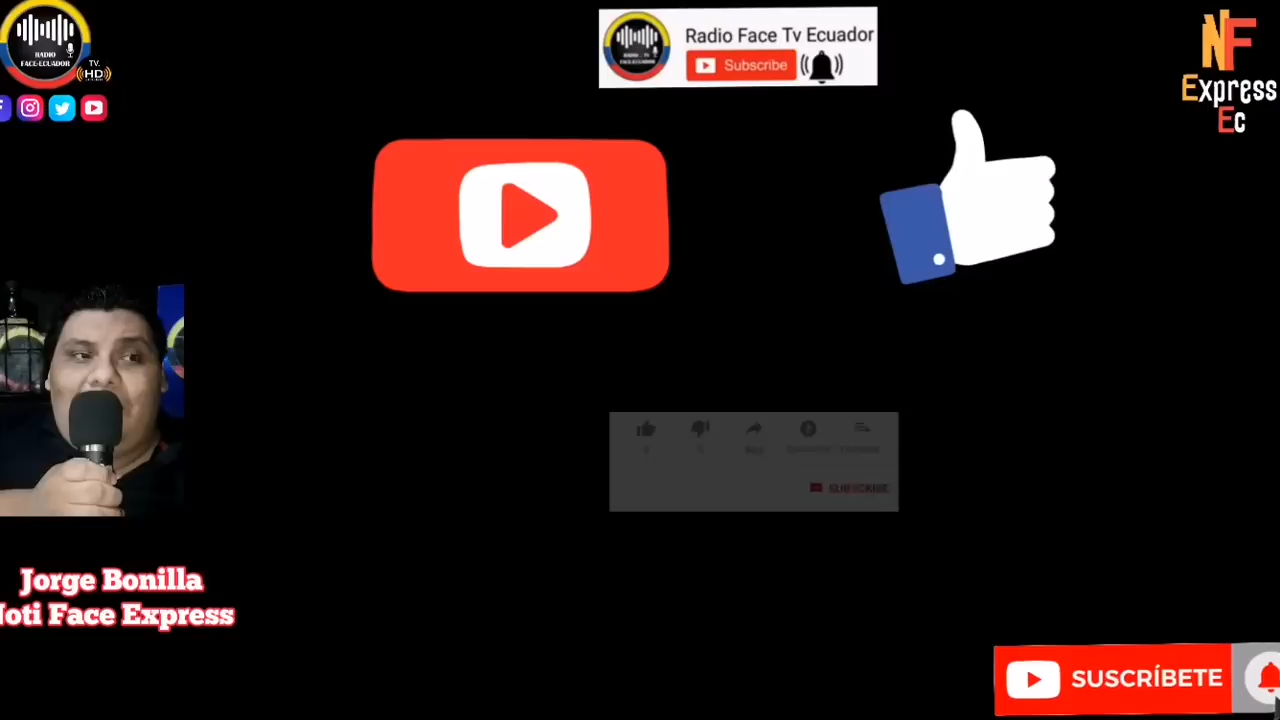 RADIO
FACE-ECUADOR
TV.
HD
Radio Face Tv Ecuador
Subscribe
NF
Express
Ec
SUBSCRIBE
Jorge Bonilla
Noti Face Express
SUSCRÍBETE